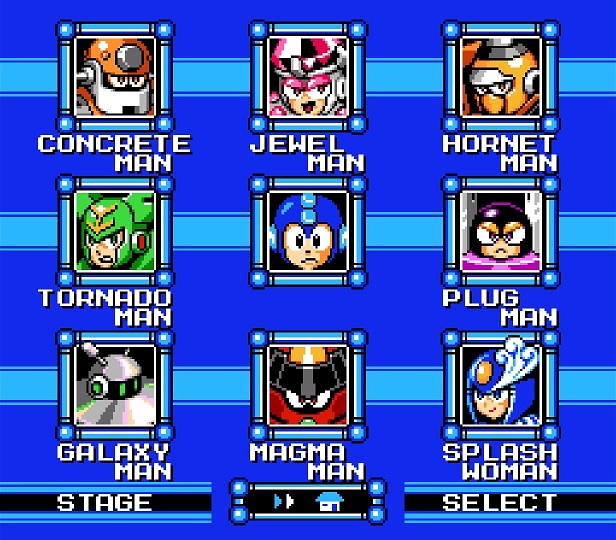 CONCRETE
MAN
JEWEL
MAN
HORNET
MAN
TORNADO
MAN
PLUG
MAN
GALAXY
MAN
MAGMA
MAN
SPLASH
WOMAN
STAGE
SELECT